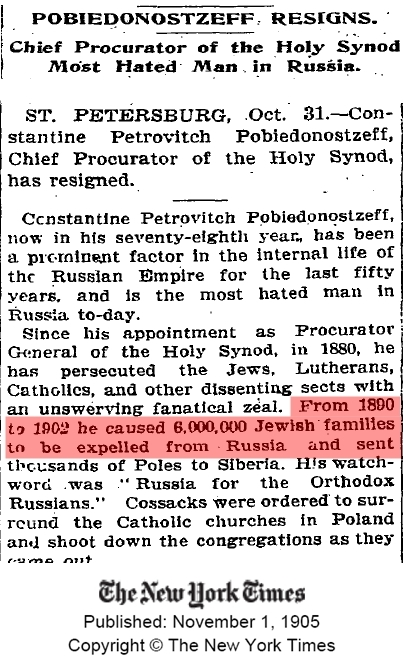 POBIEDONOSTZEFF RESIGNS.
Chief Procurator of the Holy Synod
Most Hated Man in Russia.
ST. PETERSBURG, Oct. 31.—Con-
stantine Petrovitch Pobiedonostzeff,
Chief Procurator of the Holy Synod,
has resigned.
Constantine Petrovitch Pobiedonostzeff,
now in his seventy-eighth year, has been
a prominent factor in the internal life of
the Russian Empire for the last fifty
years, and is the most hated man in
Russia to-day.
Since his appointment as Procurator
General of the Holy Synod, in 1880, he
has persecuted the Jews, Lutherans,
Catholics, and other dissenting sects with
an unswerving fanatical zeal. From 1890
to 1902 he caused 6,000,000 Jewish families
to be expelled from Russia and sent
thousands of Poles to Siberia. His watch-
word was "Russia for the Orthodox
Russians." Cossacks were ordered to sur-
round the Catholic churches in Poland
and shoot down the congregations as they
came out
The New York Times
Published: November 1, 1905
Copyright © The New York Times